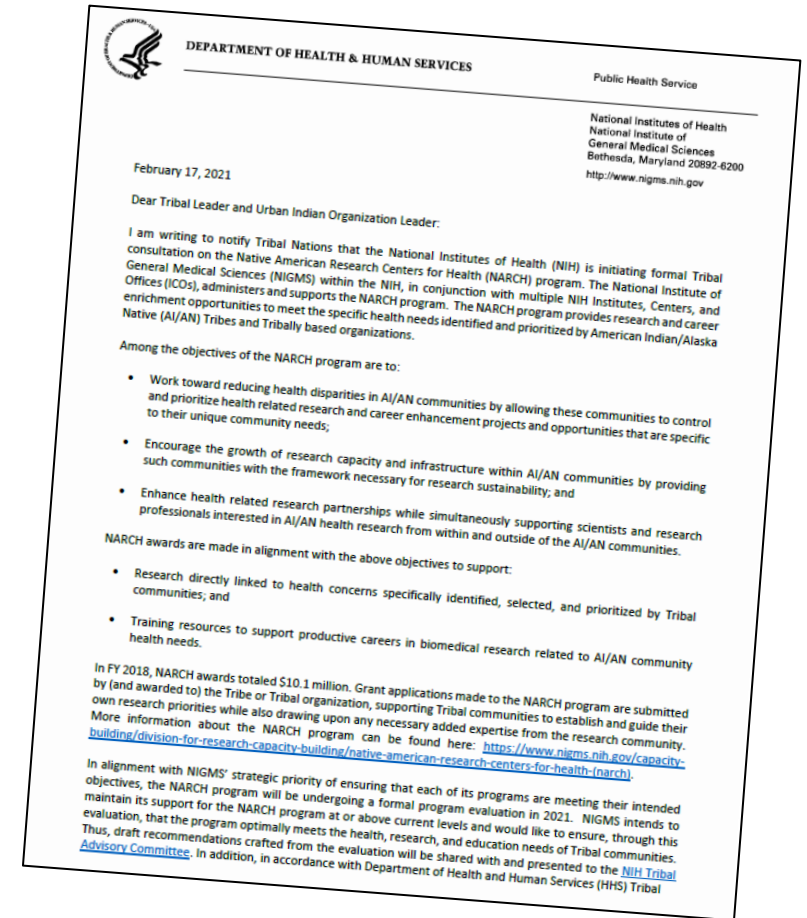 DEPARTMENT OF HEALTH & HUMAN SERVICES
Public Health Service
National Institutes of Health
National Institute of
General Medical Sciences
Bethesda, Maryland 20892-6200
http://www.nigms.nih.gov
February 17, 2021
Dear Tribal Leader and Urban Indian Organization Leader:
I am writing to notify Tribal Nations that the National Institutes of Health (NIH) is initiating formal Tribal
consultation on the Native American Research Centers for Health (NARCH) program. The National Institute of
General Medical Sciences (NIGMS) within the NIH, in conjunction with multiple NIH Institutes, Centers, and
Offices (ICOs), administers and supports the NARCH program. The NARCH program provides research and career
enrichment opportunities to meet the specific health needs identified and prioritized by American Indian/Alaska
Native (AI/AN) Tribes and Tribally based organizations.
Among the objectives of the NARCH program are to:
• Work toward reducing health disparities in AI/AN communities by allowing these communities to control
and prioritize health related research and career enhancement projects and opportunities that are specific
to their unique community needs;
• Encourage the growth of research capacity and infrastructure within AI/AN communities by providing
such communities with the framework necessary for research sustainability; and
• Enhance health related research partnerships while simultaneously supporting scientists and research
professionals interested in AI/AN health research from within and outside of the AI/AN communities.
NARCH awards are made in alignment with the above objectives to support:
• Research directly linked to health concerns specifically identified, selected, and prioritized by Tribal
communities; and
• Training resources to support productive careers in biomedical research related to AI/AN community
health needs.
In FY 2018, NARCH awards totaled $10.1 million. Grant applications made to the NARCH program are submitted
by (and awarded to) the Tribe or Tribal organization, supporting Tribal communities to establish and guide their
own research priorities while also drawing upon any necessary added expertise from the research community.
More information about the NARCH program can be found here: https://www.nigms.nih.gov/capacity-
building/division-for-research-capacity-building/native-american-research-centers-for-health-(narch).
In alignment with NIGMS' strategic priority of ensuring that each of its programs are meeting their intended
objectives, the NARCH program will be undergoing a formal program evaluation in 2021. NIGMS intends to
maintain its support for the NARCH program at or above current levels and would like to ensure, through this
evaluation, that the program optimally meets the health, research, and education needs of Tribal communities.
Thus, draft recommendations crafted from the evaluation will be shared with and presented to the NIH Tribal
Advisory Committee. In addition, in accordance with Department of Health and Human Services (HHS) Tribal